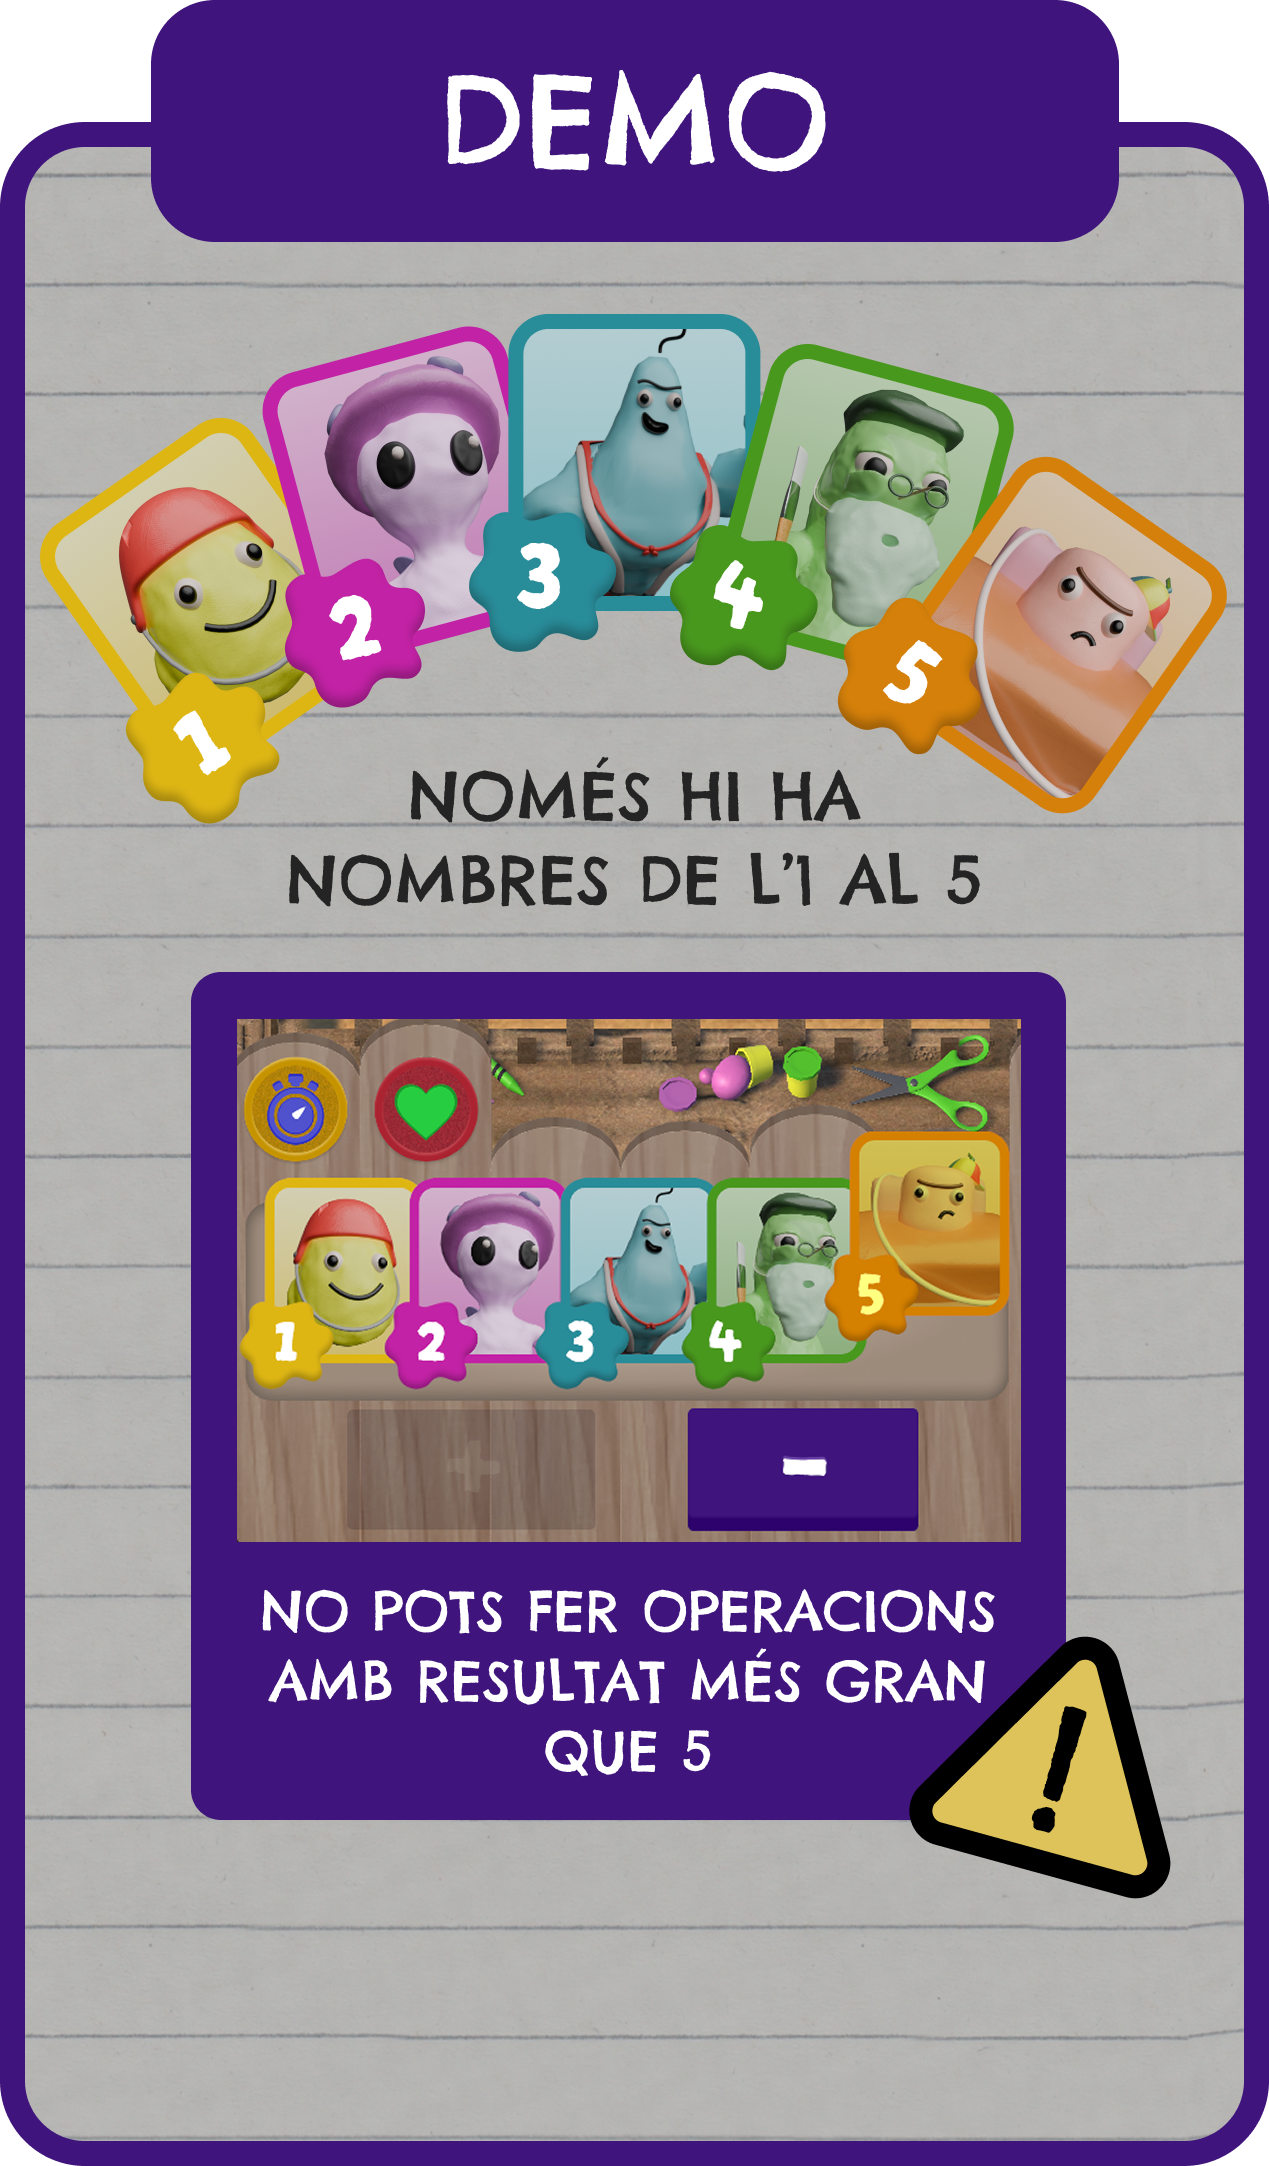 DEMO
1
2
3
4
5
NOMÉS HI HA
NOMBRES DE L'1 AL 5
1
2
3
4
5
+
-
NO POTS FER OPERACIONS
AMB RESULTAT MÉS GRAN
QUE 5
!